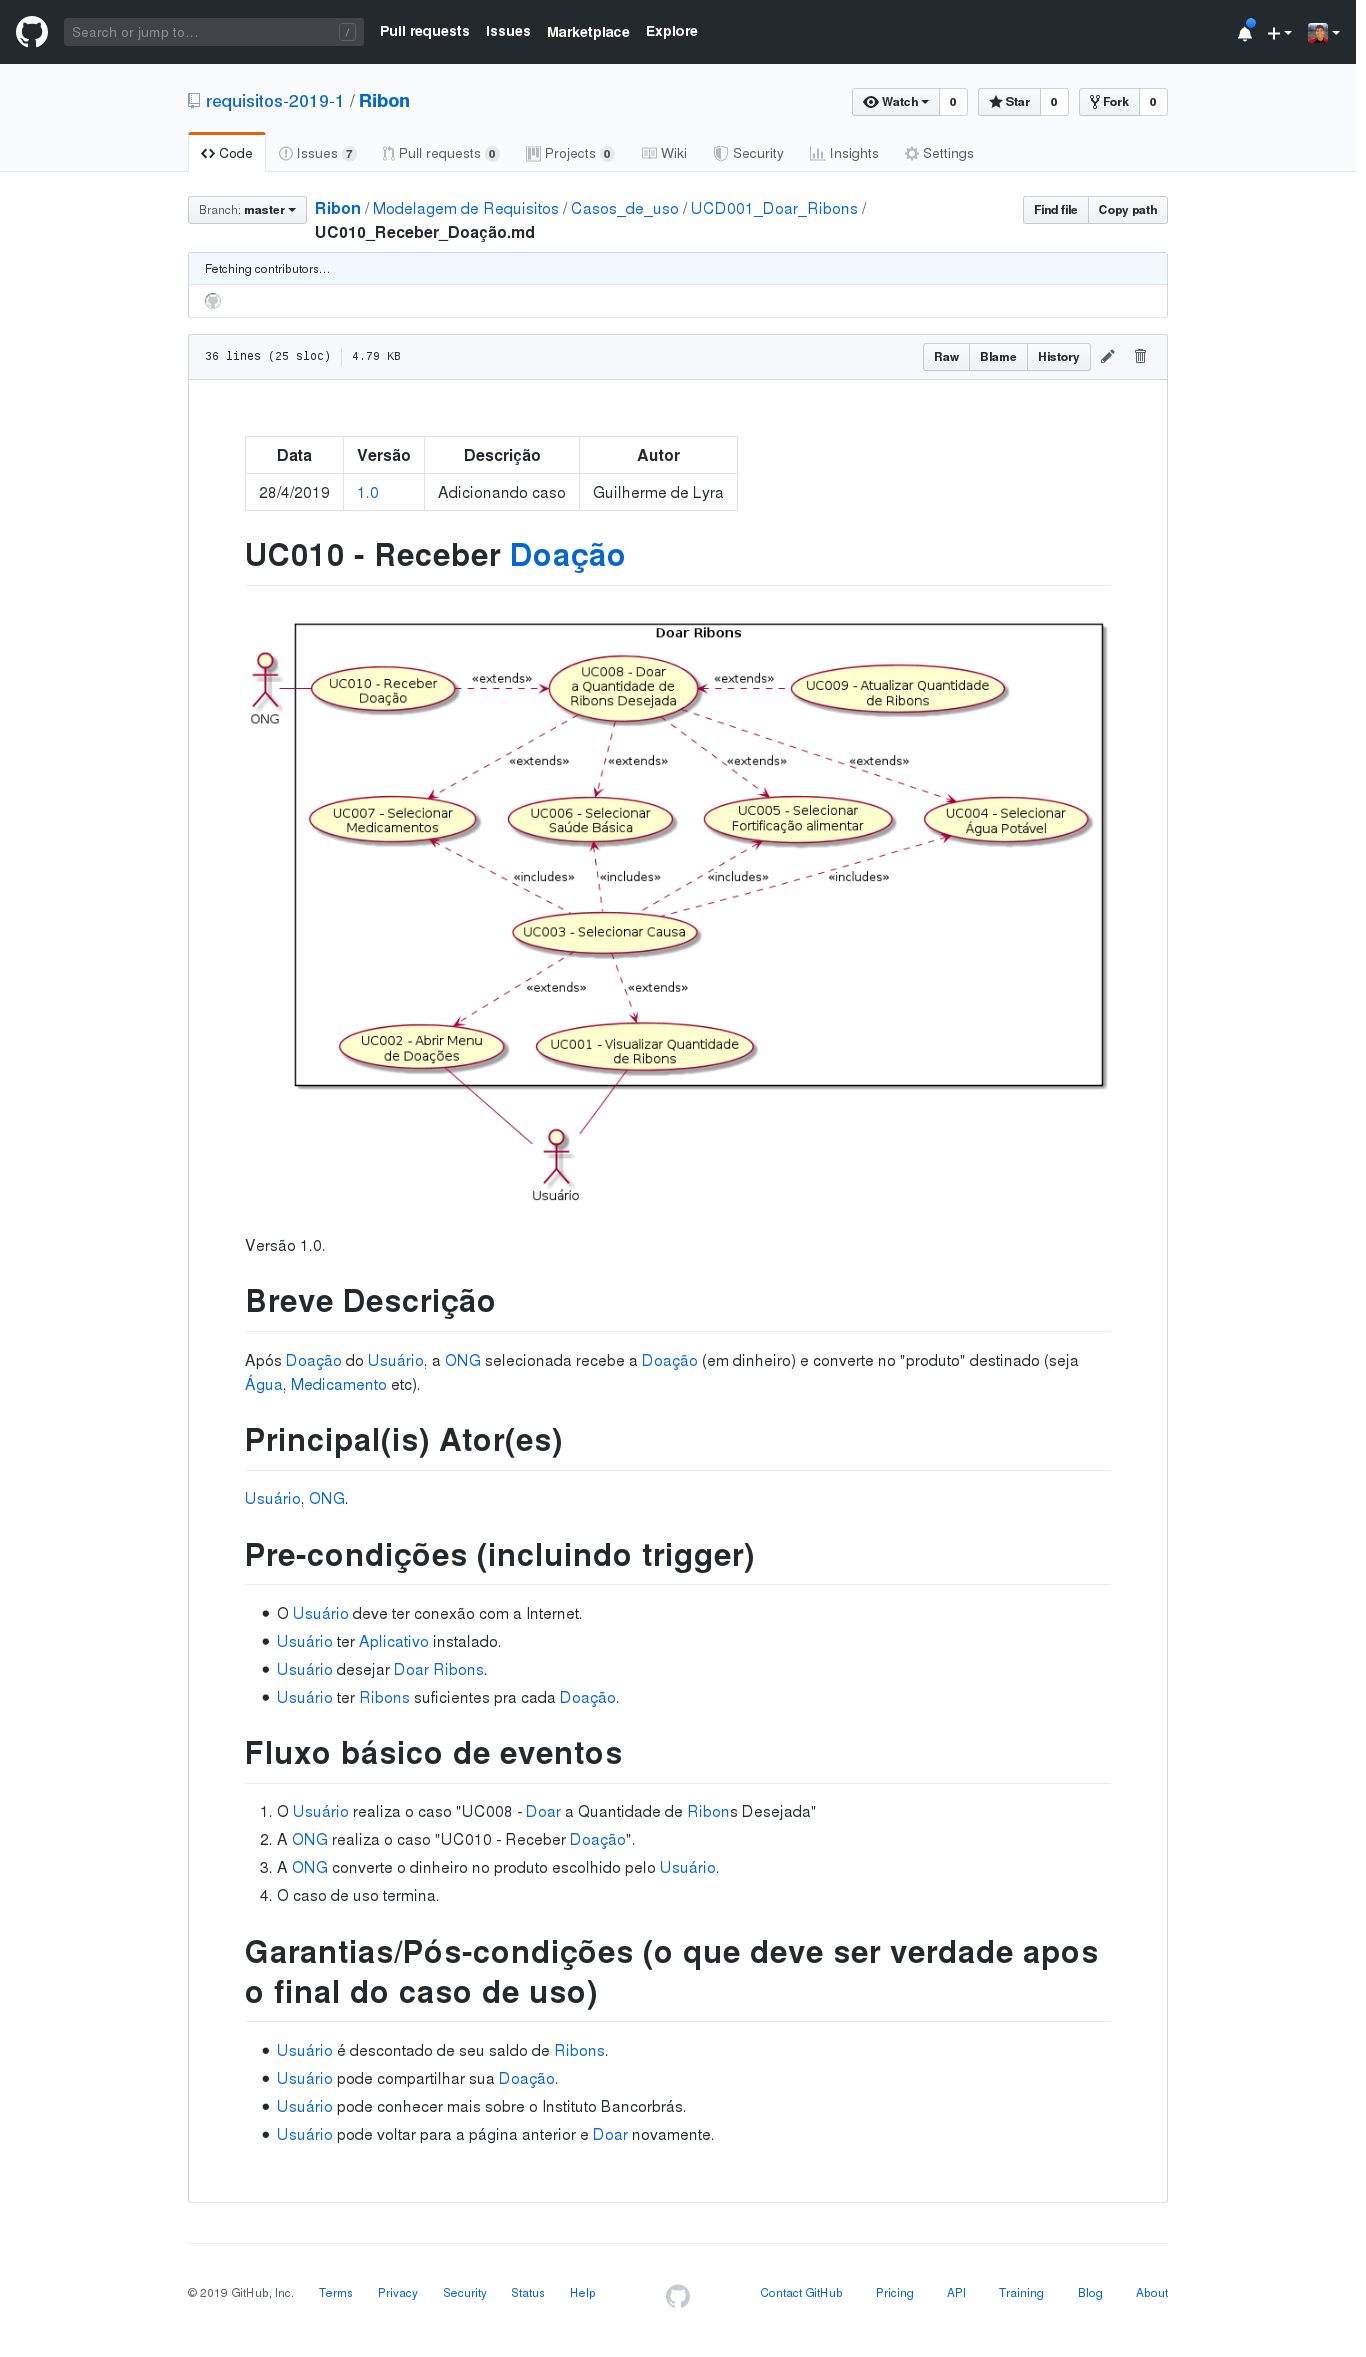 Search or jump to…
/
Pull requests Issues Marketplace Explore
requisitos-2019-1 / Ribon
Watch 0 Star 0 Fork 0
Code Issues 7 Pull requests 0 Projects 0 Wiki Security Insights Settings
Branch: master
Ribon / Modelagem de Requisitos / Casos_de_uso / UCD001_Doar_Ribons /
UC010_Receber_Doação.md
Find file Copy path
Fetching contributors…
36 lines (25 sloc) 4.79 KB
Raw Blame History
Data Versão Descrição Autor
28/4/2019 1.0 Adicionando caso Guilherme de Lyra
UC010 - Receber Doação
Doar Ribons
ONG
UC010 - Receber
Doação
«extends»
UC008 - Doar
a Quantidade de
Ribons Desejada
«extends»
UC009 - Atualizar Quantidade
de Ribons
«extends» «extends» «extends» «extends»
UC007 - Selecionar
Medicamentos
UC006 - Selecionar
Saúde Básica
UC005 - Selecionar
Fortificação alimentar
UC004 - Selecionar
Água Potável
«includes» «includes» «includes» «includes»
UC003 - Selecionar Causa
«extends» «extends»
UC002 - Abrir Menu
de Doações
UC001 - Visualizar Quantidade
de Ribons
Usuário
Versão 1.0.
Breve Descrição
Após Doação do Usuário, a ONG selecionada recebe a Doação (em dinheiro) e converte no "produto" destinado (seja
Água, Medicamento etc).
Principal(is) Ator(es)
Usuário, ONG.
Pre-condições (incluindo trigger)
• O Usuário deve ter conexão com a Internet.
• Usuário ter Aplicativo instalado.
• Usuário desejar Doar Ribons.
• Usuário ter Ribons suficientes pra cada Doação.
Fluxo básico de eventos
1. O Usuário realiza o caso "UC008 - Doar a Quantidade de Ribons Desejada"
2. A ONG realiza o caso "UC010 - Receber Doação".
3. A ONG converte o dinheiro no produto escolhido pelo Usuário.
4. O caso de uso termina.
Garantias/Pós-condições (o que deve ser verdade apos
o final do caso de uso)
• Usuário é descontado de seu saldo de Ribons.
• Usuário pode compartilhar sua Doação.
• Usuário pode conhecer mais sobre o Instituto Bancorbrás.
• Usuário pode voltar para a página anterior e Doar novamente.
© 2019 GitHub, Inc. Terms Privacy Security Status Help Contact GitHub Pricing API Training Blog About